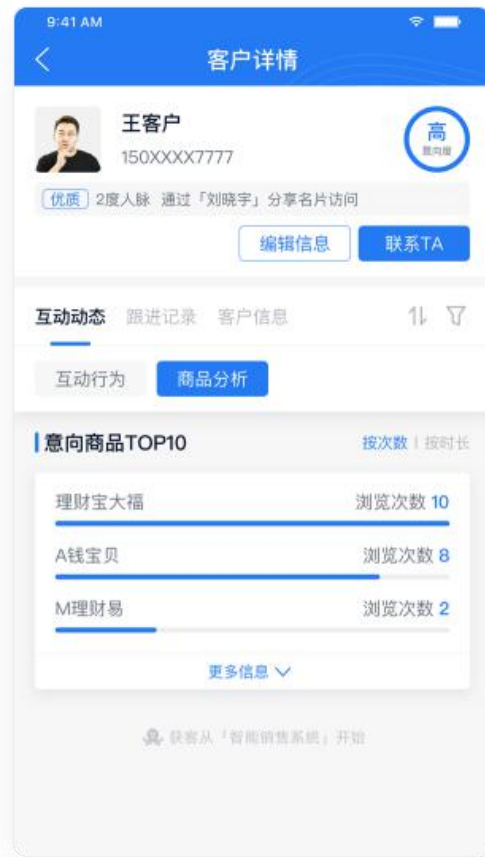 9:41 AM
客户详情
王客户
150XXXX7777
高
意向度
优质 2度人脉 通过「刘晓宇」分享名片访问
编辑信息 联系TA
互动动态 跟进记录 客户信息
互动行为 商品分析
意向商品TOP10 按次数 | 按时长
理财宝大福 浏览次数 10
A钱宝贝 浏览次数 8
M理财易 浏览次数 2
更多信息
获客从「智能销售系统」开始